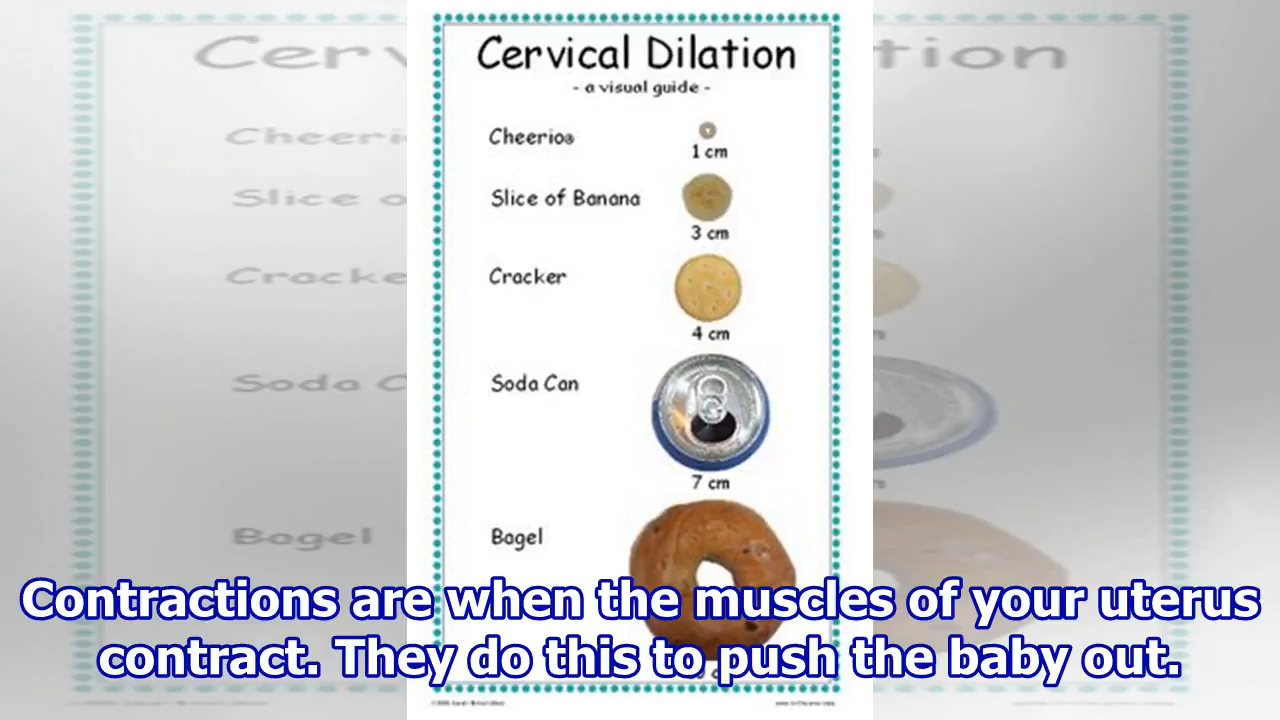 Cervical Dilation
- a visual guide -
Cheerio®
1 cm
Slice of Banana
3 cm
Cracker
4 cm
Soda Can
7 cm
Bagel
Contractions are when the muscles of your uterus
contract. They do this to push the baby out.